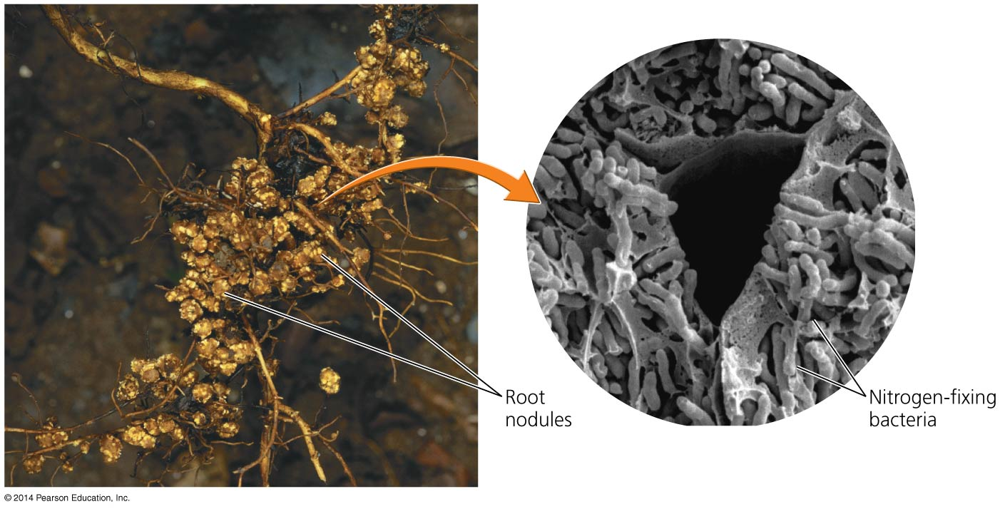 Root
nodules
Nitrogen-fixing
bacteria
© 2014 Pearson Education, Inc.